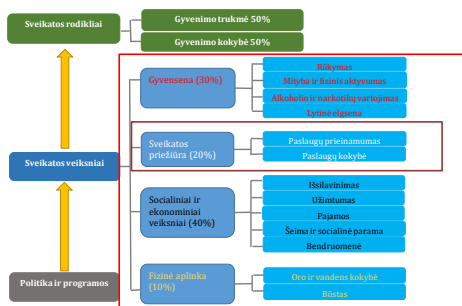 Sveikatos rodikliai
Gyvenimo trukmė 50%
Gyvenimo kokybė 50%
Sveikatos veiksniai
Politika ir programos
Gyvensena (30%)
Rūkymas
Mityba ir fisinis aktyvumas
Alkoholio ir narkotikų vartojimas
Lytinė elgsena
Sveikatos
priežiūra (20%)
Paslaugų prieinamumas
Paslaugų kokybė
Socialiniai ir
ekonominiai
veiksniai (40%)
Išsilavinimas
Užimtumas
Pajamos
Šeima ir socialinė parama
Bendruomenė
Fizinė aplinka
(10%)
Oro ir vandens kokybė
Būstas